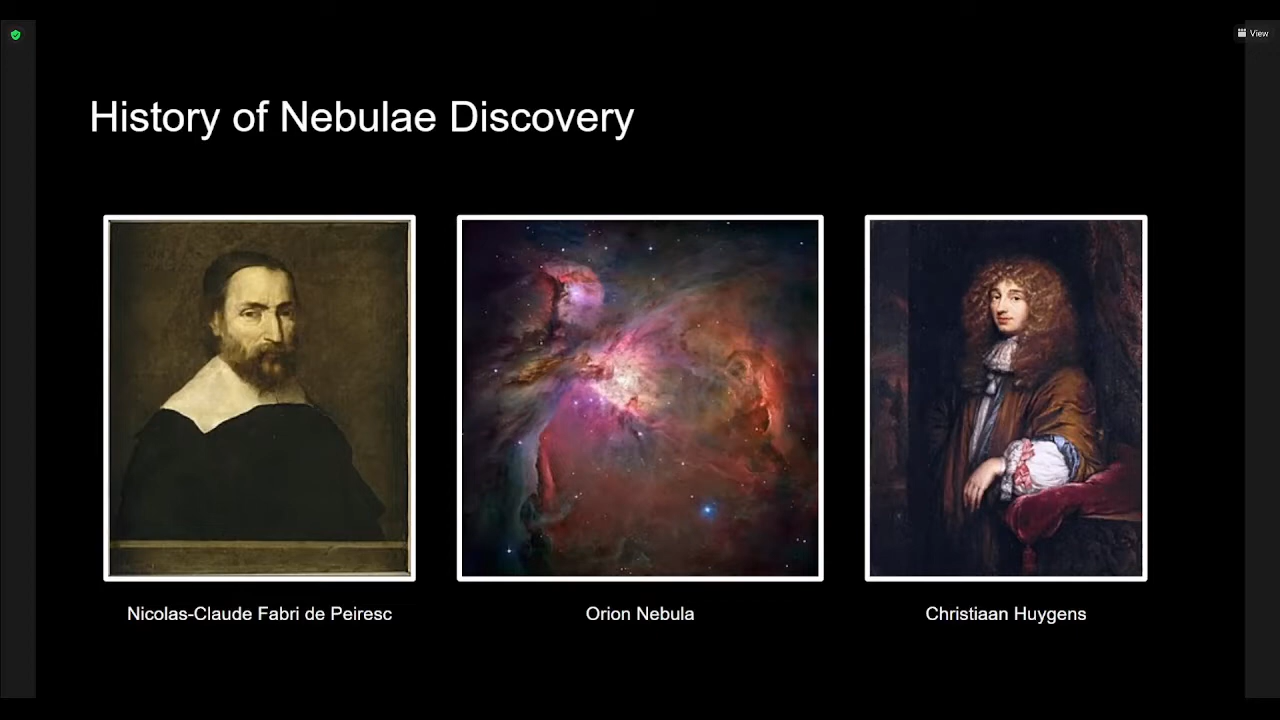 View
History of Nebulae Discovery
Nicolas-Claude Fabri de Peiresc
Orion Nebula
Christiaan Huygens